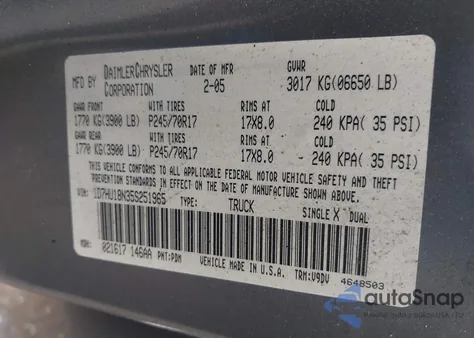 MFD BY DAIMLERCHRYSLER CORPORATION DATE OF MFR 2-05 GVWR 3017 KG(06650 LB)
GAWR FRONT WITH TIRES RIMS AT COLD
1770 KG(3900 LB) P245/70R17 17X8.0 240 KPA( 35 PSI)
GAWR REAR WITH TIRES RIMS AT COLD
1770 KG(3900 LB) P245/70R17 17X8.0 240 KPA( 35 PSI)
THIS VEHICLE CONFORMS TO ALL APPLICABLE FEDERAL MOTOR VEHICLE SAFETY AND THEFT
PREVENTION STANDARDS IN EFFECT ON THE DATE OF MANUFACTURE SHOWN ABOVE.
VIN: 1D7HU18N35S251965 TYPE: TRUCK SINGLE X DUAL
MDH: 021617 146AA PNT:PDM VEHICLE MADE IN U.S.A. TRM:V9DV
4648503
autoSnap